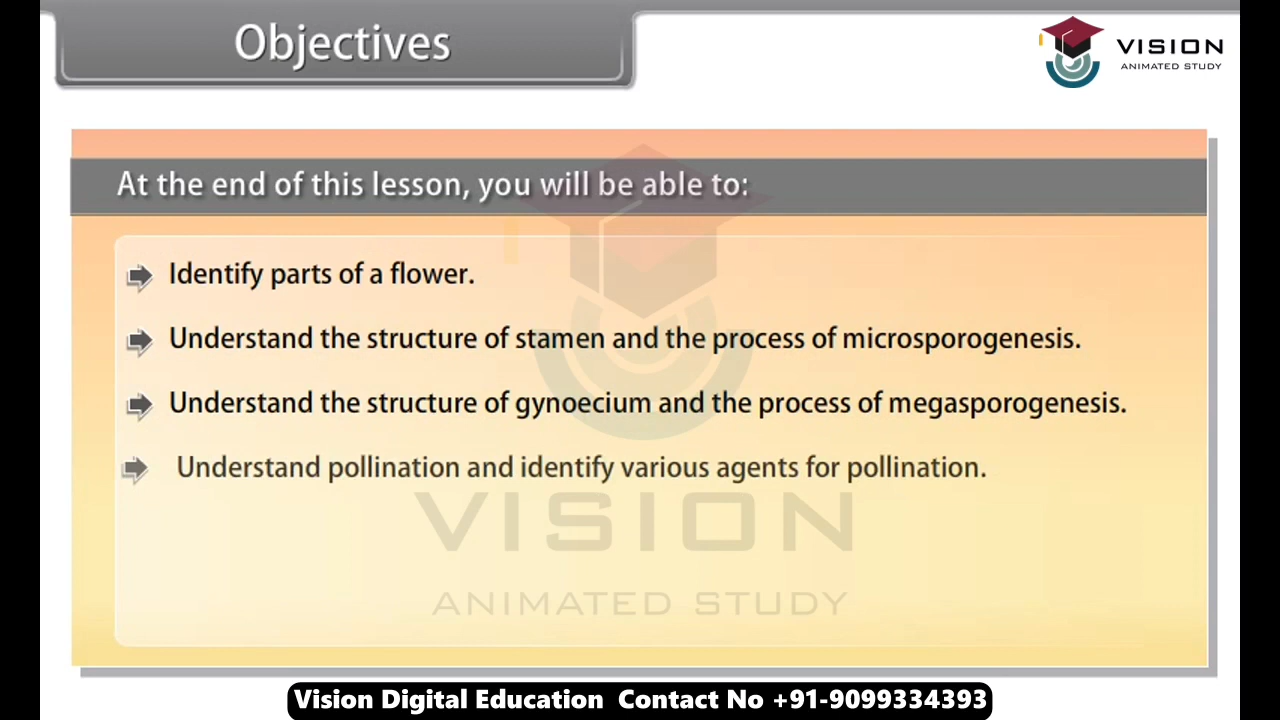 Objectives
VISION
ANIMATED STUDY
At the end of this lesson, you will be able to:
Identify parts of a flower.
Understand the structure of stamen and the process of microsporogenesis.
Understand the structure of gynoecium and the process of megasporogenesis.
Understand pollination and identify various agents for pollination.
VISION
ANIMATED STUDY
Vision Digital Education Contact No +91-9099334393